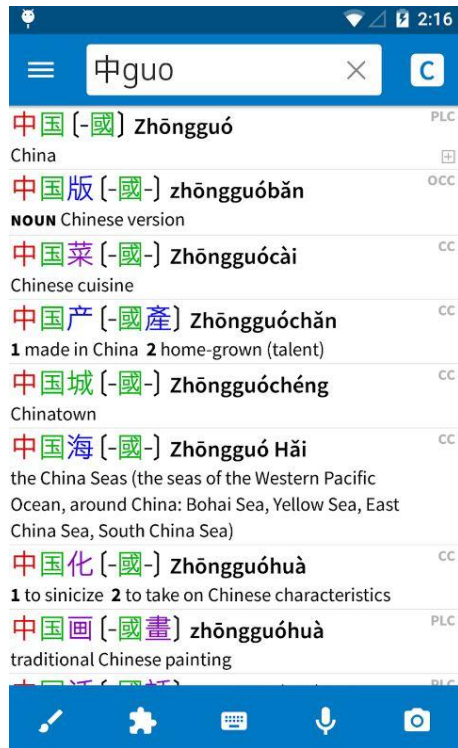 2:16
中guo
C
中国 [-國] Zhōngguó PLC
China
中国版 [-國-] zhōngguóbǎn OCC
NOUN Chinese version
中国菜 [-國-] Zhōngguócài CC
Chinese cuisine
中国产 [-國產] Zhōngguóchǎn CC
1 made in China 2 home-grown (talent)
中国城 [-國-] Zhōngguóchéng CC
Chinatown
中国海 [-國-] Zhōngguó Hǎi CC
the China Seas (the seas of the Western Pacific
Ocean, around China: Bohai Sea, Yellow Sea, East
China Sea, South China Sea)
中国化 [-國-] Zhōngguóhuà CC
1 to sinicize 2 to take on Chinese characteristics
中国画 [-國畫] zhōngguóhuà PLC
traditional Chinese painting